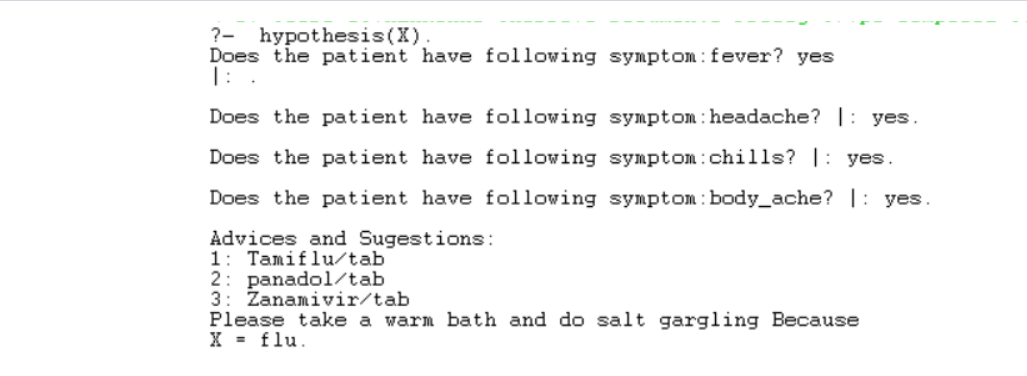 ?-  hypothesis(X).
Does the patient have following symptom:fever? yes
|: .
Does the patient have following symptom:headache? |: yes.
Does the patient have following symptom:chills? |: yes.
Does the patient have following symptom:body_ache? |: yes.
Advices and Sugestions:
1: Tamiflu/tab
2: panadol/tab
3: Zanamivir/tab
Please take a warm bath and do salt gargling Because
X = flu.